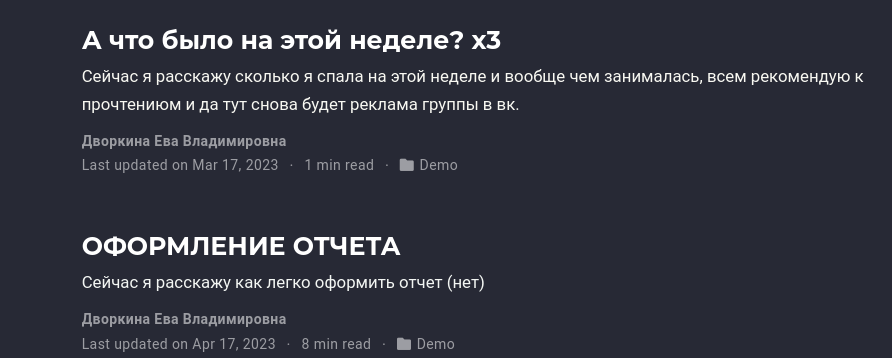 А что было на этой неделе? x3
Сейчас я расскажу сколько я спала на этой неделе и вообще чем занималась, всем рекомендую к
прочтениюм и да тут снова будет реклама группы в вк.
Дворкина Ева Владимировна
Last updated on Mar 17, 2023 · 1 min read · Demo
ОФОРМЛЕНИЕ ОТЧЕТА
Сейчас я расскажу как легко оформить отчет (нет)
Дворкина Ева Владимировна
Last updated on Apr 17, 2023 · 8 min read · Demo